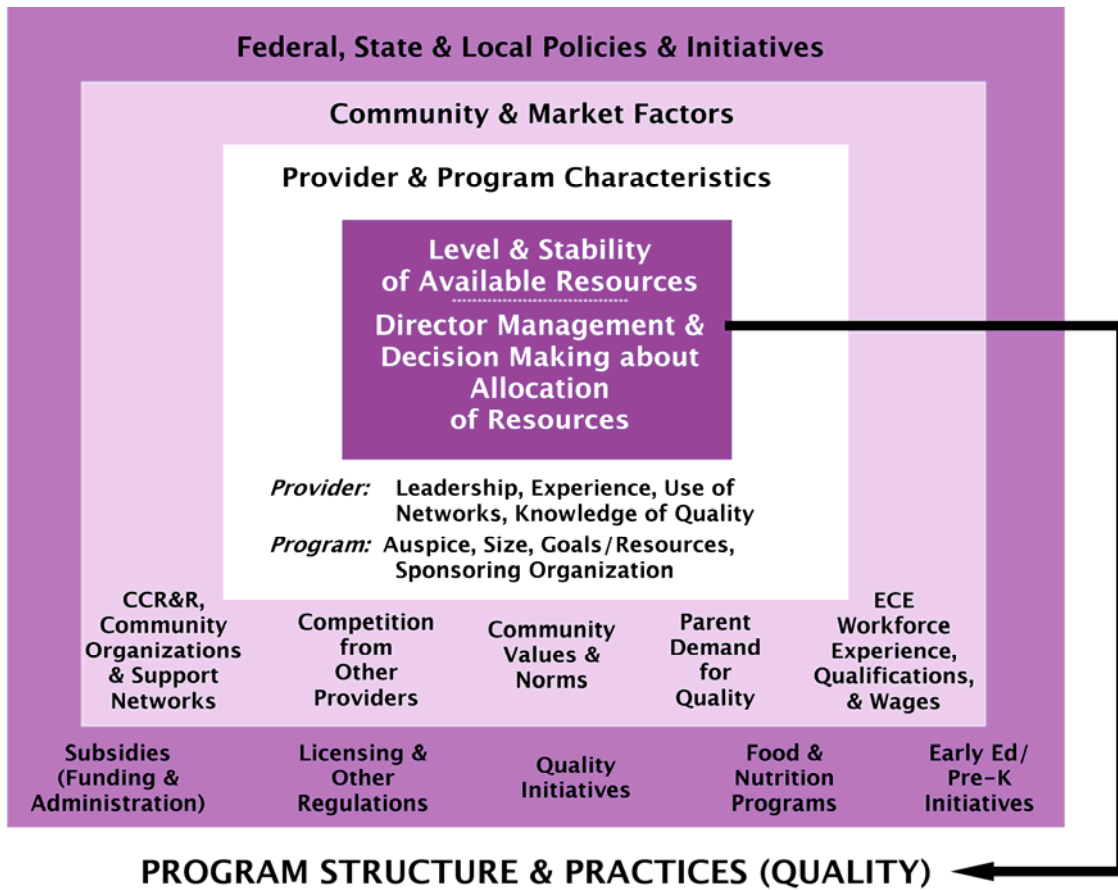 Federal, State & Local Policies & Initiatives
Community & Market Factors
Provider & Program Characteristics
Level & Stability
of Available Resources
Director Management &
Decision Making about
Allocation
of Resources
Provider: Leadership, Experience, Use of
Networks, Knowledge of Quality
Program: Auspice, Size, Goals/Resources,
Sponsoring Organization
CCR&R,
Community
Organizations
& Support
Networks
Competition
from
Other
Providers
Community
Values &
Norms
Parent
Demand
for
Quality
ECE
Workforce
Experience,
Qualifications,
& Wages
Subsidies
(Funding &
Administration)
Licensing &
Other
Regulations
Quality
Initiatives
Food &
Nutrition
Programs
Early Ed/
Pre-K
Initiatives
PROGRAM STRUCTURE & PRACTICES (QUALITY)